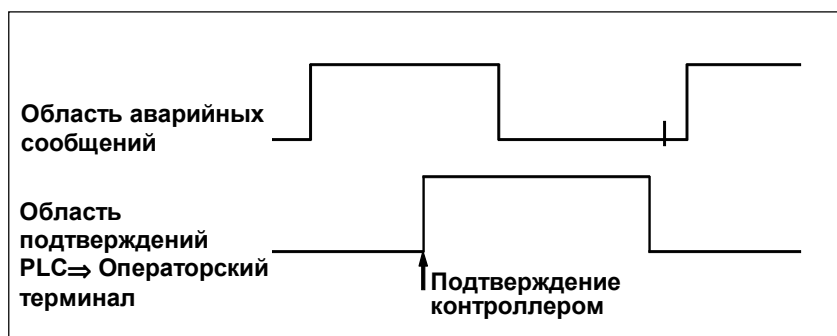 Область аварийных
сообщений
Область
подтверждений
PLC⇒ Операторский
терминал
Подтверждение
контроллером